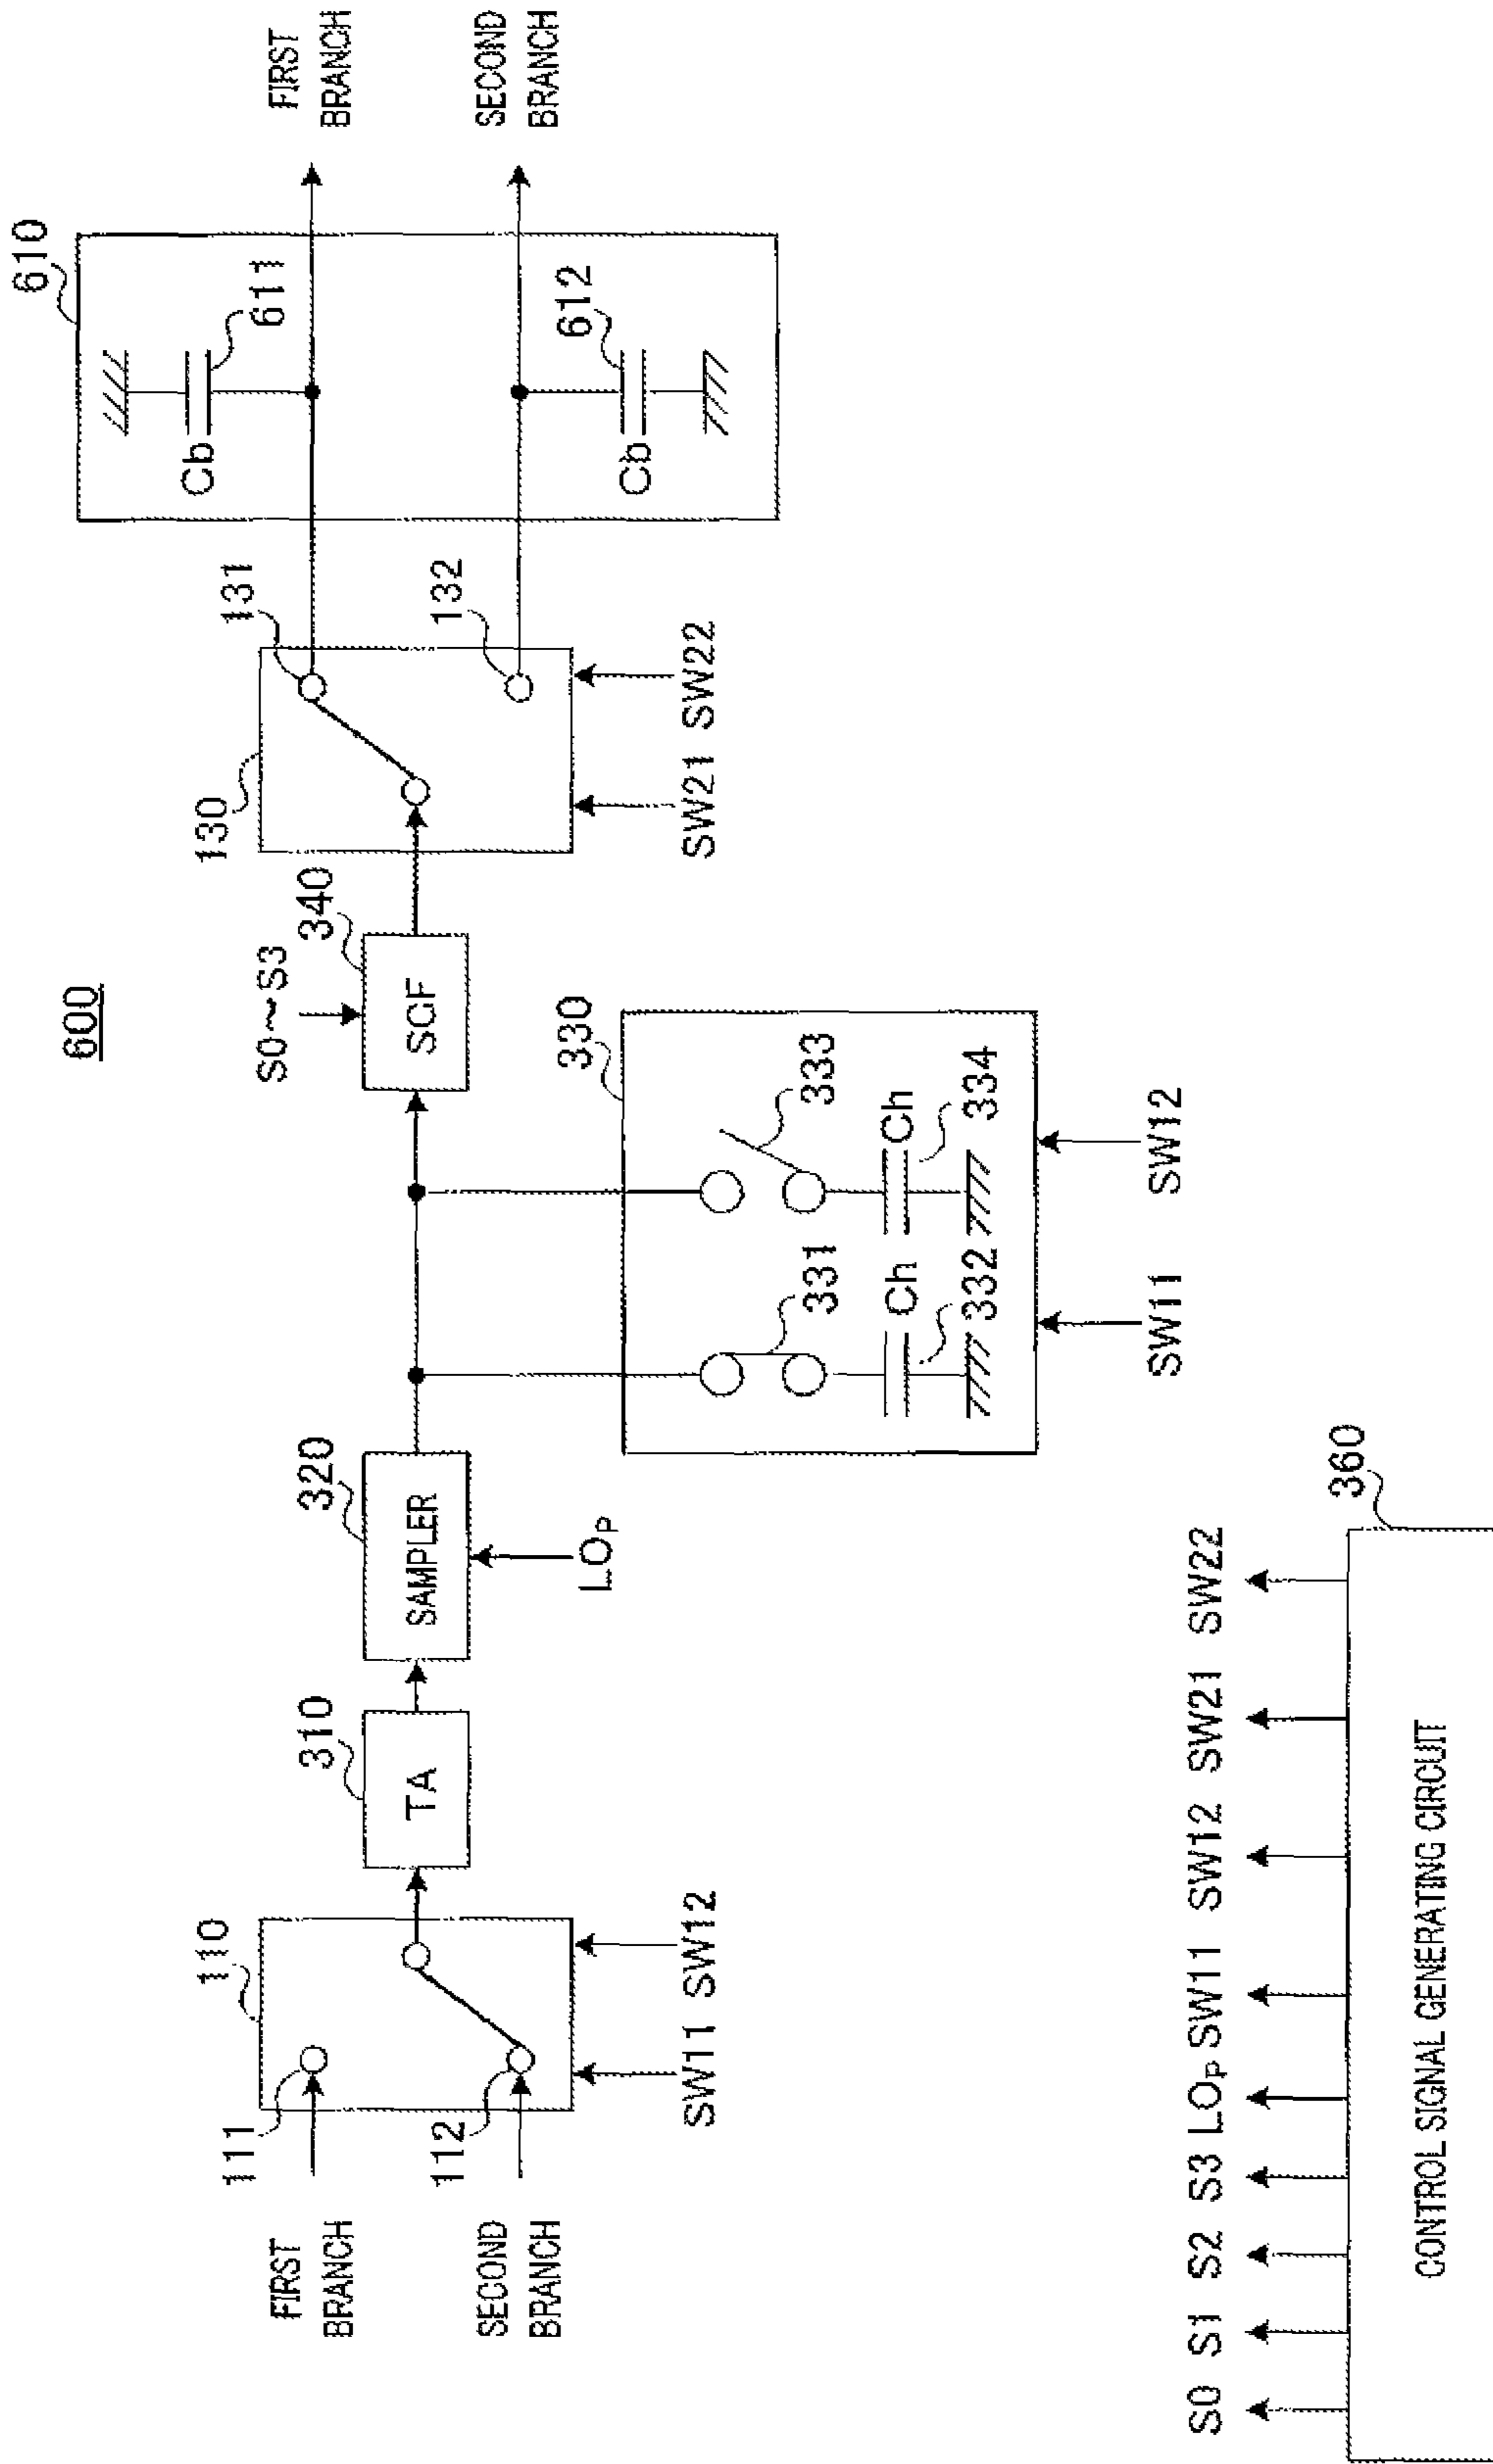 600
FIRST
BRANCH
SECOND
BRANCH
111
112
110
SW11
SW12
310
TA
320
SAMPLER
LOP
330
331
Ch
332
333
Ch
334
SW11
SW12
S0~S3
340
SCF
130
131
132
SW21
SW22
610
Cb
611
Cb
612
FIRST
BRANCH
SECOND
BRANCH
S0
S1
S2
S3
LOP
SW11
SW12
SW21
SW22
360
CONTROL SIGNAL GENERATING CIRCUIT